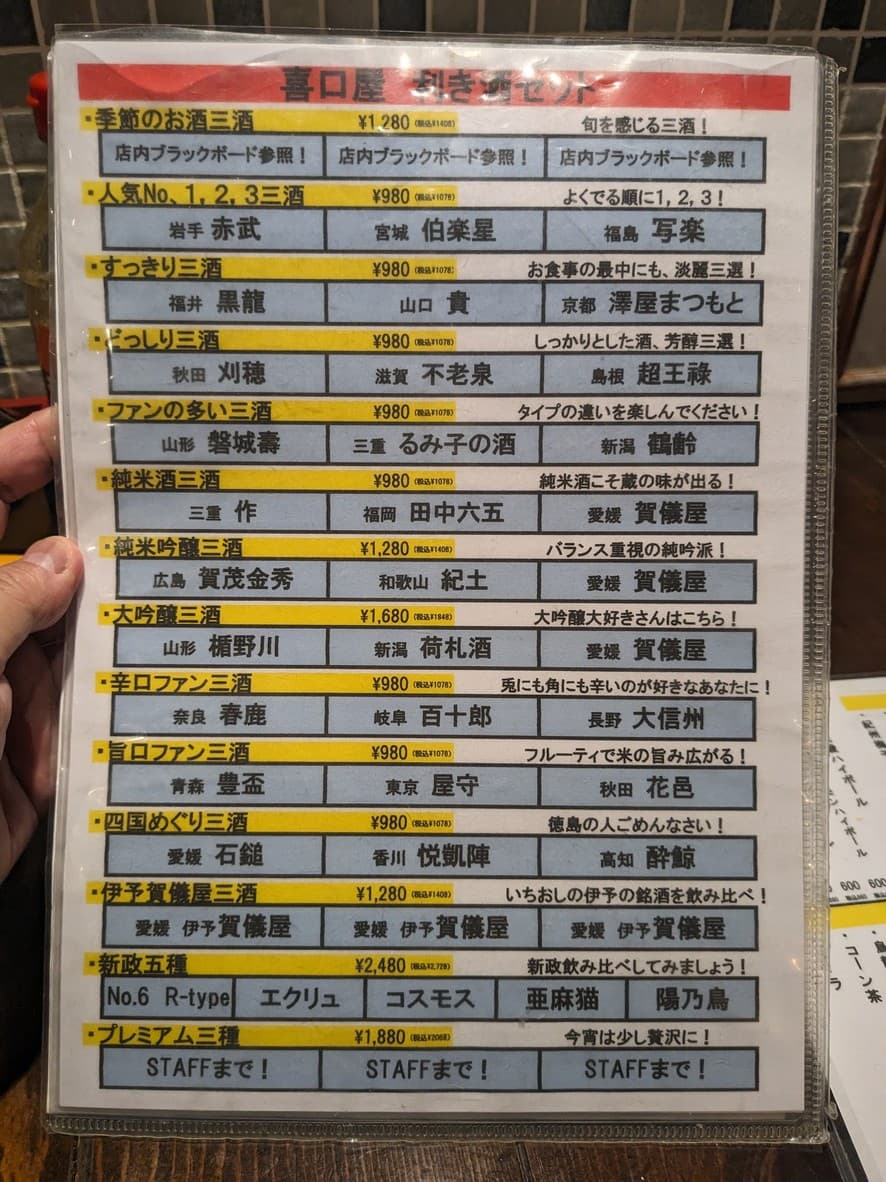 喜口屋 利き酒セット
・季節のお酒三酒 ¥1,280 (税込¥1408) 旬を感じる三酒！
店内ブラックボード参照！ 店内ブラックボード参照！ 店内ブラックボード参照！
・人気No、1，2，3三酒 ¥980 (税込¥1078) よくでる順に1，2，3！
岩手 赤武 宮城 伯楽星 福島 写楽
・すっきり三酒 ¥980 (税込¥1078) お食事の最中にも、淡麗三選！
福井 黒龍 山口 貴 京都 澤屋まつもと
・どっしり三酒 ¥980 (税込¥1078) しっかりとした酒、芳醇三選！
秋田 刈穂 滋賀 不老泉 島根 超王祿
・ファンの多い三酒 ¥980 (税込¥1078) タイプの違いを楽しんでください！
山形 磐城壽 三重 るみ子の酒 新潟 鶴齢
・純米酒三酒 ¥980 (税込¥1078) 純米酒こそ蔵の味が出る！
三重 作 福岡 田中六五 愛媛 賀儀屋
・純米吟醸三酒 ¥1,280 (税込¥1408) バランス重視の純吟派！
広島 賀茂金秀 和歌山 紀土 愛媛 賀儀屋
・大吟醸三酒 ¥1,680 (税込¥1848) 大吟醸大好きさんはこちら！
山形 楯野川 新潟 荷札酒 愛媛 賀儀屋
・辛口ファン三酒 ¥980 (税込¥1078) 兎にも角にも辛いのが好きなあなたに！
奈良 春鹿 岐阜 百十郎 長野 大信州
・旨口ファン三酒 ¥980 (税込¥1078) フルーティで米の旨み広がる！
青森 豊盃 東京 屋守 秋田 花邑
・四国めぐり三酒 ¥980 (税込¥1078) 徳島の人ごめんなさい！
愛媛 石鎚 香川 悦凱陣 高知 酔鯨
・伊予賀儀屋三酒 ¥1,280 (税込¥1408) いちおしの伊予の銘酒を飲み比べ！
愛媛 伊予賀儀屋 愛媛 伊予賀儀屋 愛媛 伊予賀儀屋
・新政五種 ¥2,480 (税込¥2,728) 新政飲み比べしてみましょう！
No.6 R-type エクリュ コスモス 亜麻猫 陽乃鳥
・プレミアム三種 ¥1,880 (税込¥2068) 今宵は少し贅沢に！
STAFFまで！ STAFFまで！ STAFFまで！
ハイボール
ハイボール
600 600
・コーン茶